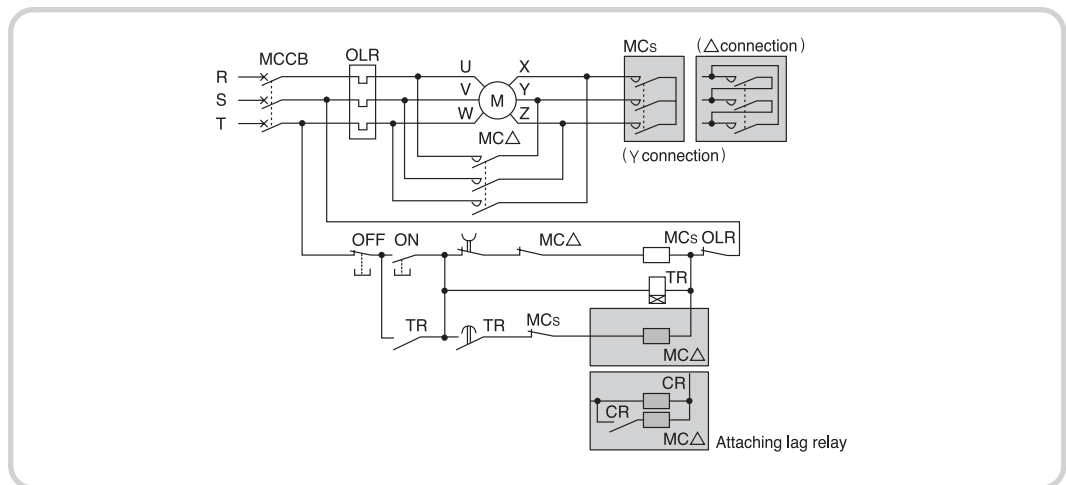 MCCB OLR MCs (△connection)
R U X
S V M Y
T W Z
MC△
(Y connection)
OFF ON MC△ MCs OLR
TR
TR TR MCs
MC△
CR
CR
MC△ Attaching lag relay